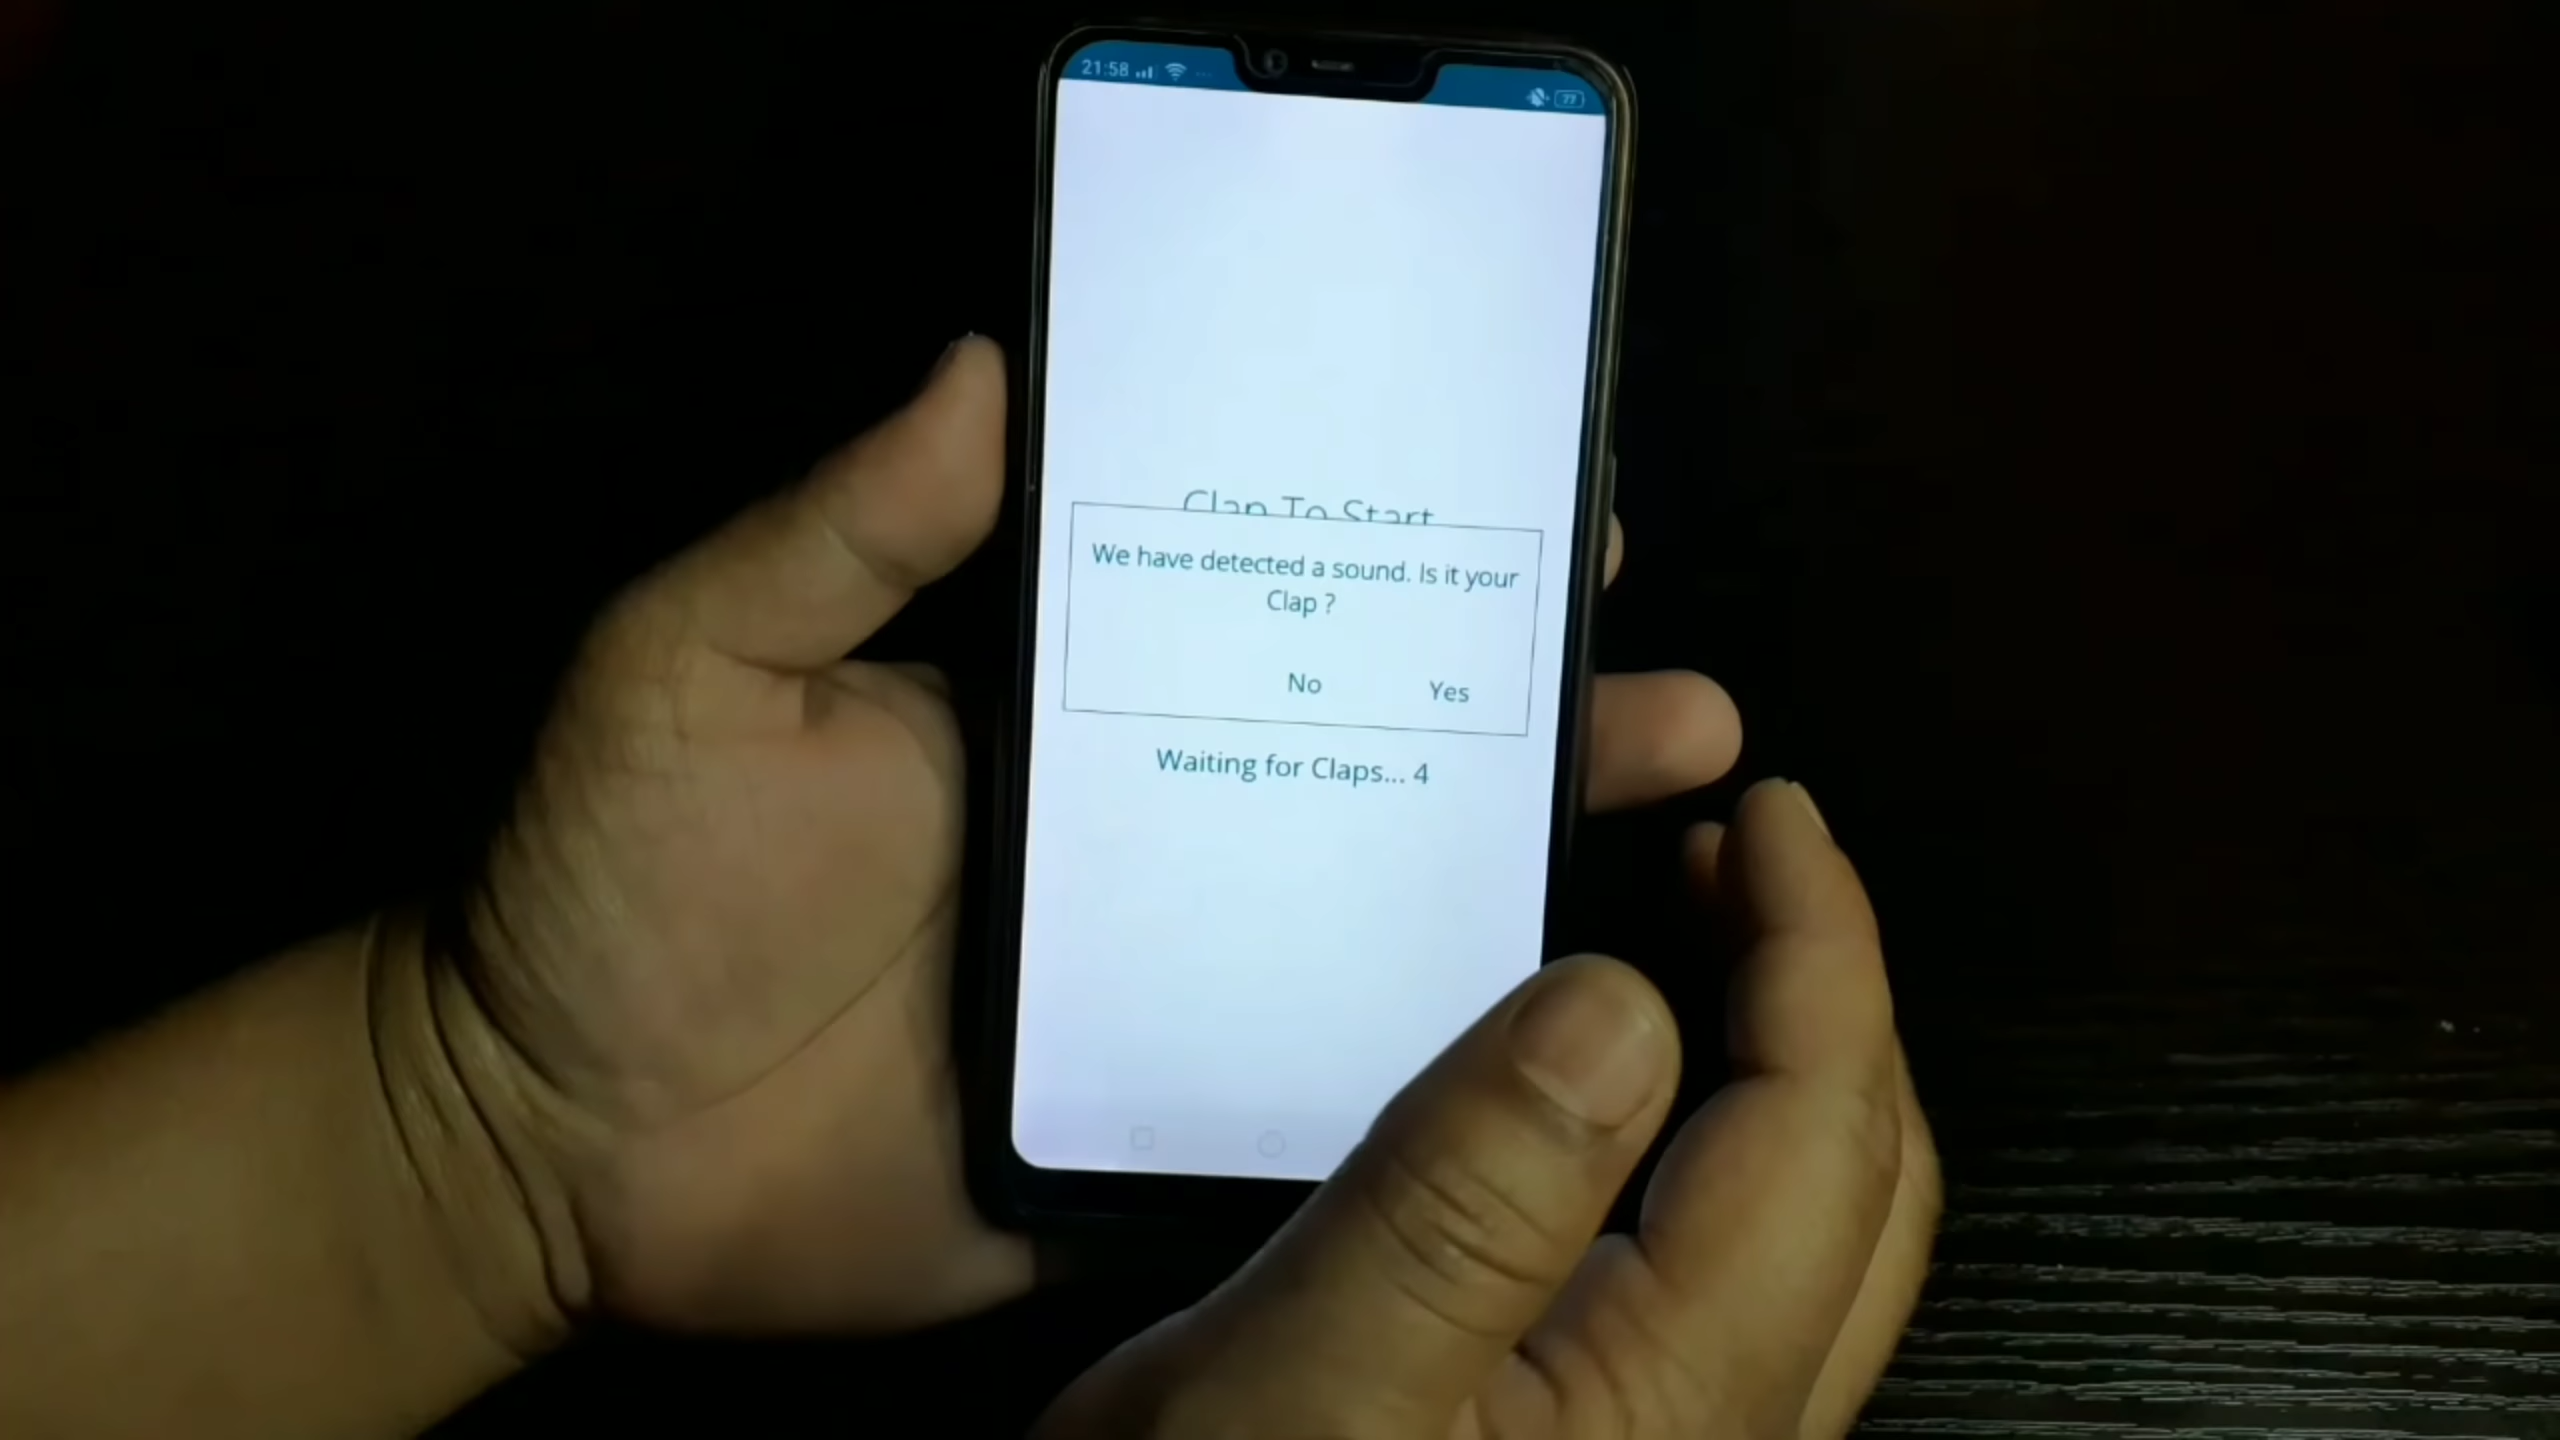 21:58
77
Clap To Start
We have detected a sound. Is it your
Clap ?
No Yes
Waiting for Claps... 4